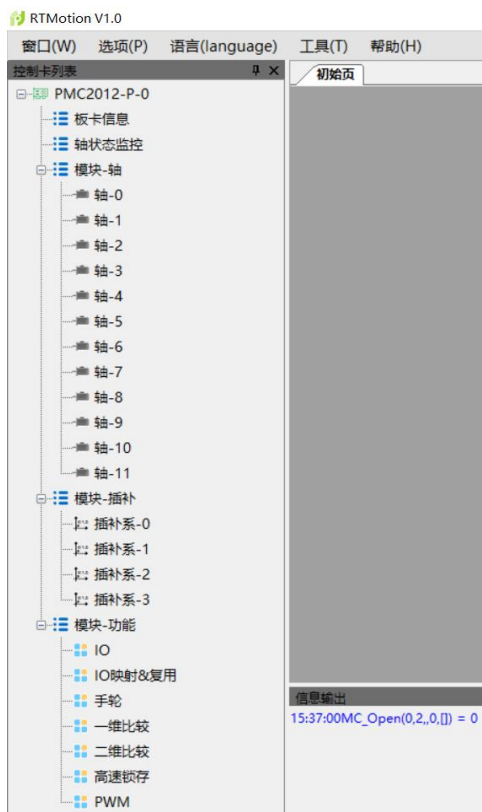 RTMotion V1.0
窗口(W) 选项(P) 语言(language) 工具(T) 帮助(H)
控制卡列表
初始页
PMC2012-P-0
板卡信息
轴状态监控
模块-轴
轴-0
轴-1
轴-2
轴-3
轴-4
轴-5
轴-6
轴-7
轴-8
轴-9
轴-10
轴-11
模块-插补
插补系-0
插补系-1
插补系-2
插补系-3
模块-功能
IO
IO映射&复用
手轮
一维比较
二维比较
高速锁存
PWM
信息输出
15:37:00MC_Open(0,2,,0,[]) = 0